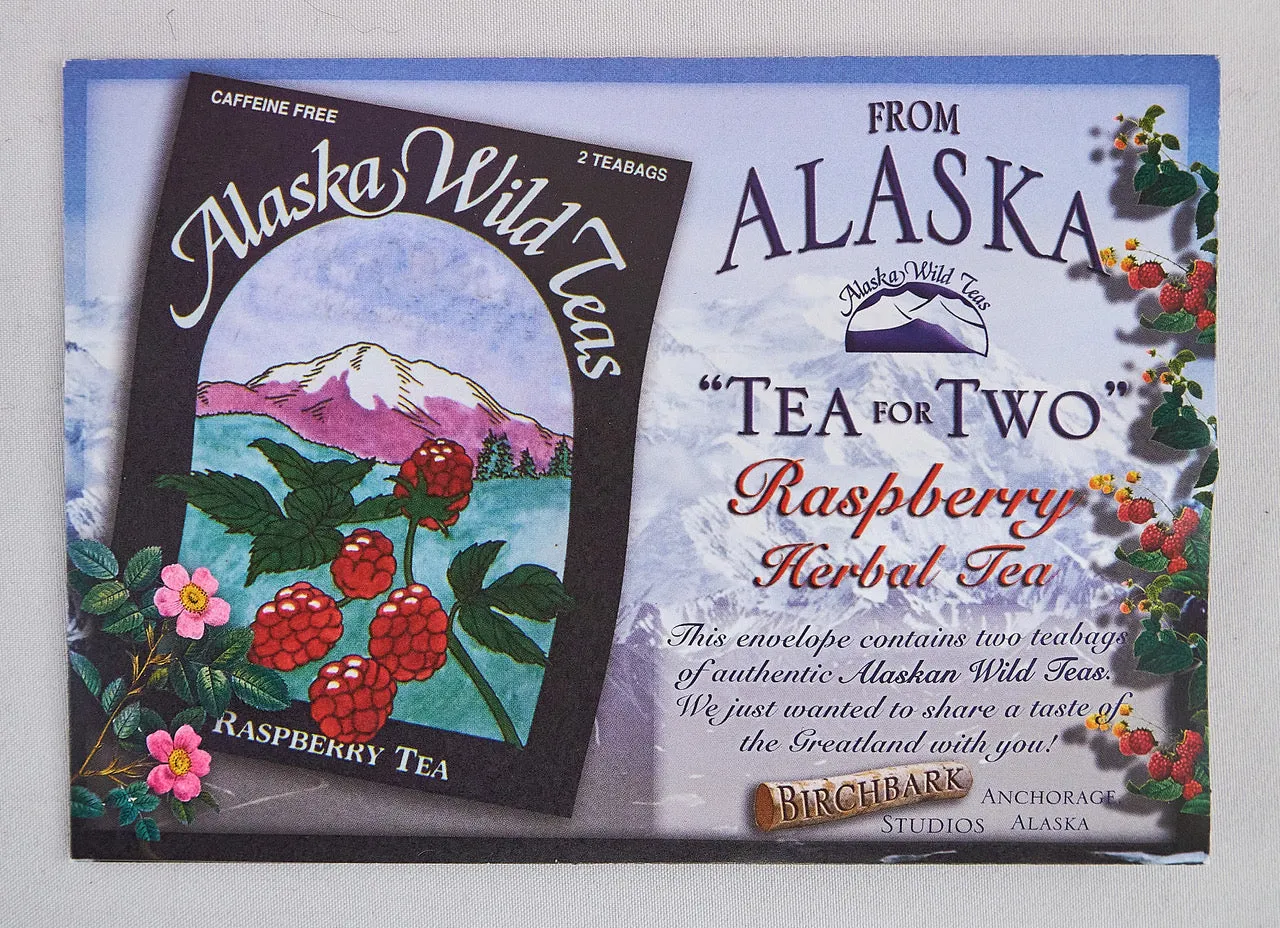 CAFFEINE FREE
2 TEABAGS
Alaska Wild Teas
RASPBERRY TEA
FROM
ALASKA
Alaska Wild Teas
“TEA FOR TWO”
Raspberry
Herbal Tea
This envelope contains two teabags
of authentic Alaskan Wild Teas.
We just wanted to share a taste of
the Greatland with you!
BIRCHBARK
STUDIOS
ANCHORAGE,
ALASKA